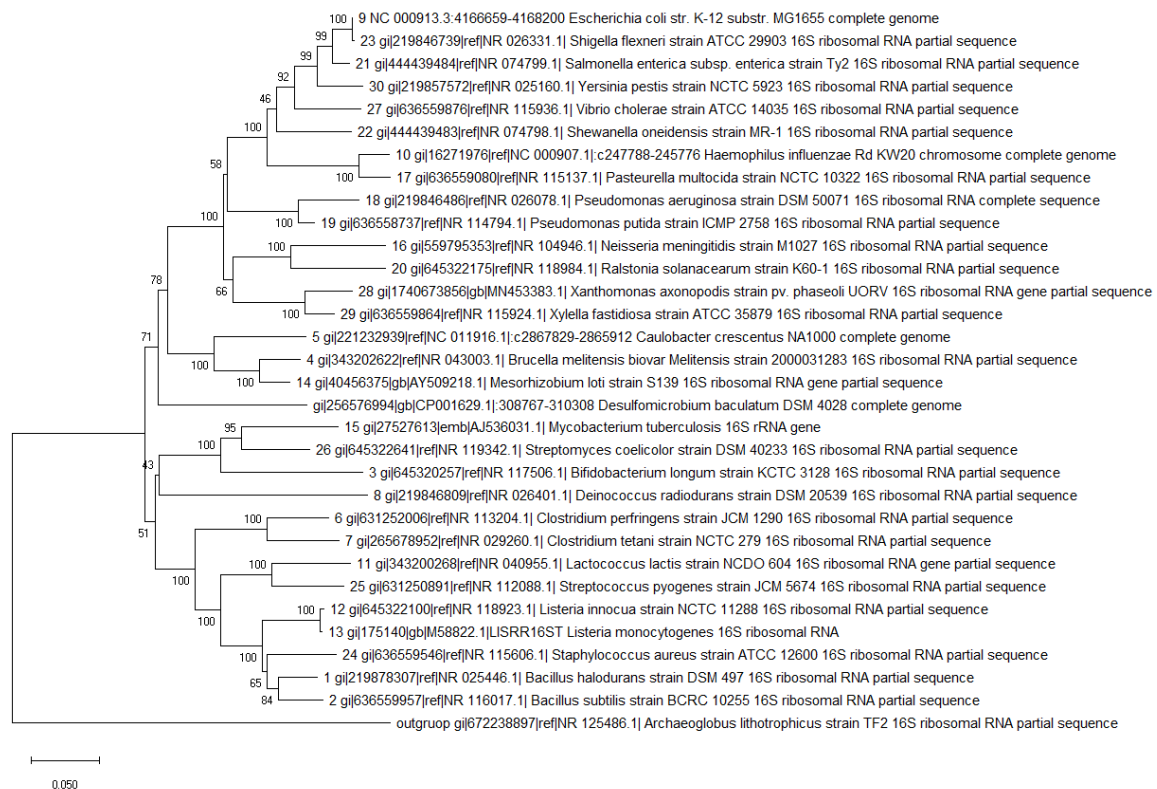 100
9 NC 000913.3:4166659-4168200 Escherichia coli str. K-12 substr. MG1655 complete genome
99
23 gi|219846739|ref|NR 026331.1| Shigella flexneri strain ATCC 29903 16S ribosomal RNA partial sequence
99
21 gi|444439484|ref|NR 074799.1| Salmonella enterica subsp. enterica strain Ty2 16S ribosomal RNA partial sequence
92
30 gi|219857572|ref|NR 025160.1| Yersinia pestis strain NCTC 5923 16S ribosomal RNA partial sequence
46
27 gi|636559876|ref|NR 115936.1| Vibrio cholerae strain ATCC 14035 16S ribosomal RNA partial sequence
100
22 gi|444439483|ref|NR 074798.1| Shewanella oneidensis strain MR-1 16S ribosomal RNA partial sequence
10 gi|16271976|ref|NC 000907.1|:c247788-245776 Haemophilus influenzae Rd KW20 chromosome complete genome
58
100
17 gi|636559080|ref|NR 115137.1| Pasteurella multocida strain NCTC 10322 16S ribosomal RNA partial sequence
18 gi|219846486|ref|NR 026078.1| Pseudomonas aeruginosa strain DSM 50071 16S ribosomal RNA complete sequence
100
100
19 gi|636558737|ref|NR 114794.1| Pseudomonas putida strain ICMP 2758 16S ribosomal RNA partial sequence
100
16 gi|559795353|ref|NR 104946.1| Neisseria meningitidis strain M1027 16S ribosomal RNA partial sequence
20 gi|645322175|ref|NR 118984.1| Ralstonia solanacearum strain K60-1 16S ribosomal RNA partial sequence
78
66
28 gi|1740673856|gb|MN453383.1| Xanthomonas axonopodis strain pv. phaseoli UORV 16S ribosomal RNA gene partial sequence
100
29 gi|636559864|ref|NR 115924.1| Xylella fastidiosa strain ATCC 35879 16S ribosomal RNA partial sequence
71
5 gi|221232939|ref|NC 011916.1|:c2867829-2865912 Caulobacter crescentus NA1000 complete genome
100
4 gi|343202622|ref|NR 043003.1| Brucella melitensis biovar Melitensis strain 2000031283 16S ribosomal RNA partial sequence
100
14 gi|40456375|gb|AY509218.1| Mesorhizobium loti strain S139 16S ribosomal RNA gene partial sequence
gi|256576994|gb|CP001629.1|:308767-310308 Desulfomicrobium baculatum DSM 4028 complete genome
95
15 gi|27527613|emb|AJ536031.1| Mycobacterium tuberculosis 16S rRNA gene
100
26 gi|645322641|ref|NR 119342.1| Streptomyces coelicolor strain DSM 40233 16S ribosomal RNA partial sequence
43
3 gi|645320257|ref|NR 117506.1| Bifidobacterium longum strain KCTC 3128 16S ribosomal RNA partial sequence
8 gi|219846809|ref|NR 026401.1| Deinococcus radiodurans strain DSM 20539 16S ribosomal RNA partial sequence
51
100
6 gi|631252006|ref|NR 113204.1| Clostridium perfringens strain JCM 1290 16S ribosomal RNA partial sequence
7 gi|265678952|ref|NR 029260.1| Clostridium tetani strain NCTC 279 16S ribosomal RNA partial sequence
100
100
11 gi|343200268|ref|NR 040955.1| Lactococcus lactis strain NCDO 604 16S ribosomal RNA gene partial sequence
25 gi|631250891|ref|NR 112088.1| Streptococcus pyogenes strain JCM 5674 16S ribosomal RNA partial sequence
100
100
12 gi|645322100|ref|NR 118923.1| Listeria innocua strain NCTC 11288 16S ribosomal RNA partial sequence
13 gi|175140|gb|M58822.1|LISRR16ST Listeria monocytogenes 16S ribosomal RNA
100
24 gi|636559546|ref|NR 115606.1| Staphylococcus aureus strain ATCC 12600 16S ribosomal RNA partial sequence
65
1 gi|219878307|ref|NR 025446.1| Bacillus halodurans strain DSM 497 16S ribosomal RNA partial sequence
84
2 gi|636559957|ref|NR 116017.1| Bacillus subtilis strain BCRC 10255 16S ribosomal RNA partial sequence
outgruop gi|672238897|ref|NR 125486.1| Archaeoglobus lithotrophicus strain TF2 16S ribosomal RNA partial sequence
0.050